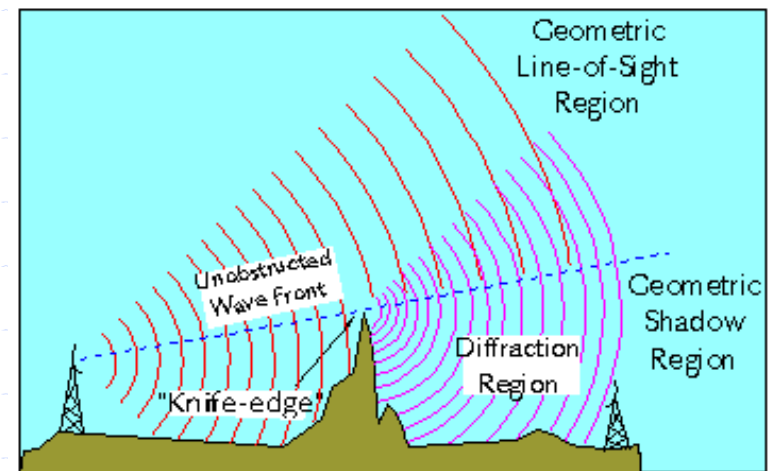 Geometric
Line-of-Sight
Region
Unobstructed
Wave front
Geometric
Shadow
Region
Diffraction
Region
"Knife-edge"